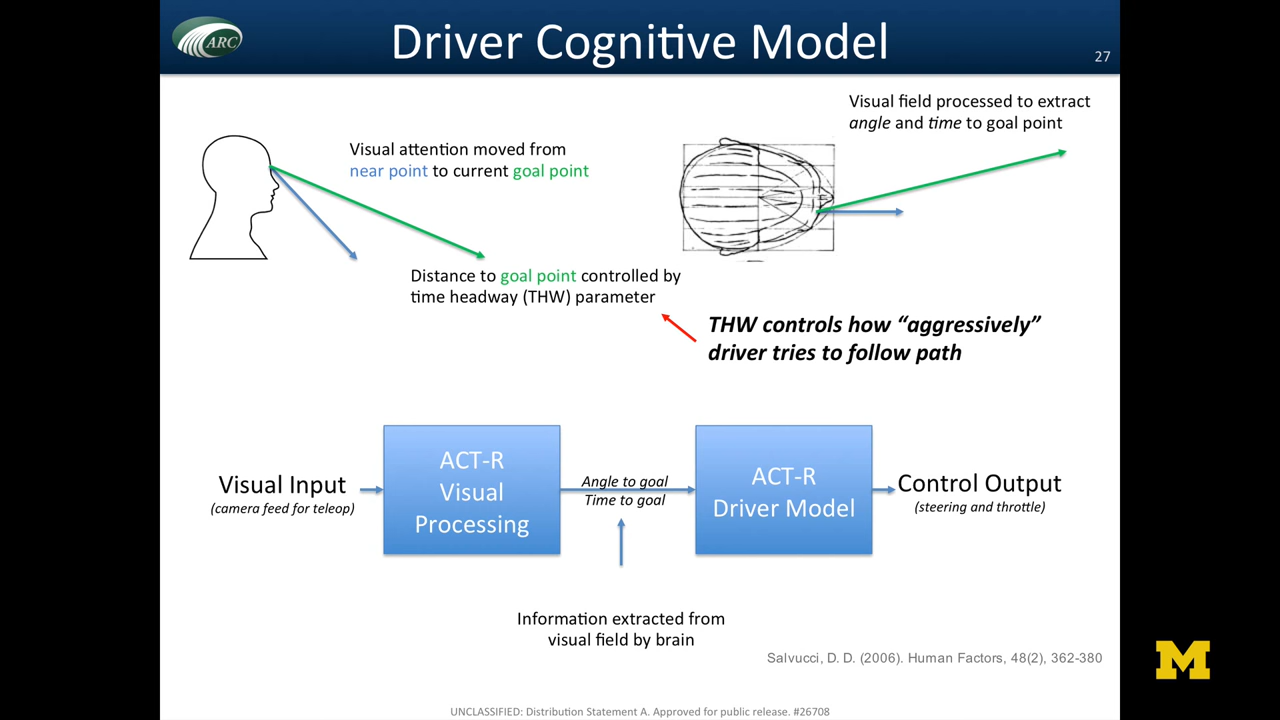 ARC
Driver Cognitive Model
27
Visual field processed to extract
angle and time to goal point
Visual attention moved from
near point to current goal point
Distance to goal point controlled by
time headway (THW) parameter
THW controls how “aggressively”
driver tries to follow path
Visual Input
(camera feed for teleop)
ACT-R
Visual
Processing
Angle to goal
Time to goal
ACT-R
Driver Model
Control Output
(steering and throttle)
Information extracted from
visual field by brain
Salvucci, D. D. (2006). Human Factors, 48(2), 362-380
M
UNCLASSIFIED: Distribution Statement A. Approved for public release. #26708